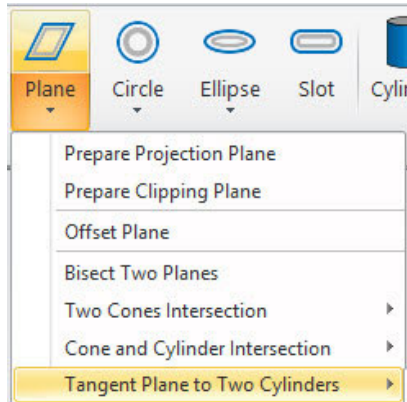 Plane Circle Ellipse Slot
Prepare Projection Plane
Prepare Clipping Plane
Offset Plane
Bisect Two Planes
Two Cones Intersection
Cone and Cylinder Intersection
Tangent Plane to Two Cylinders